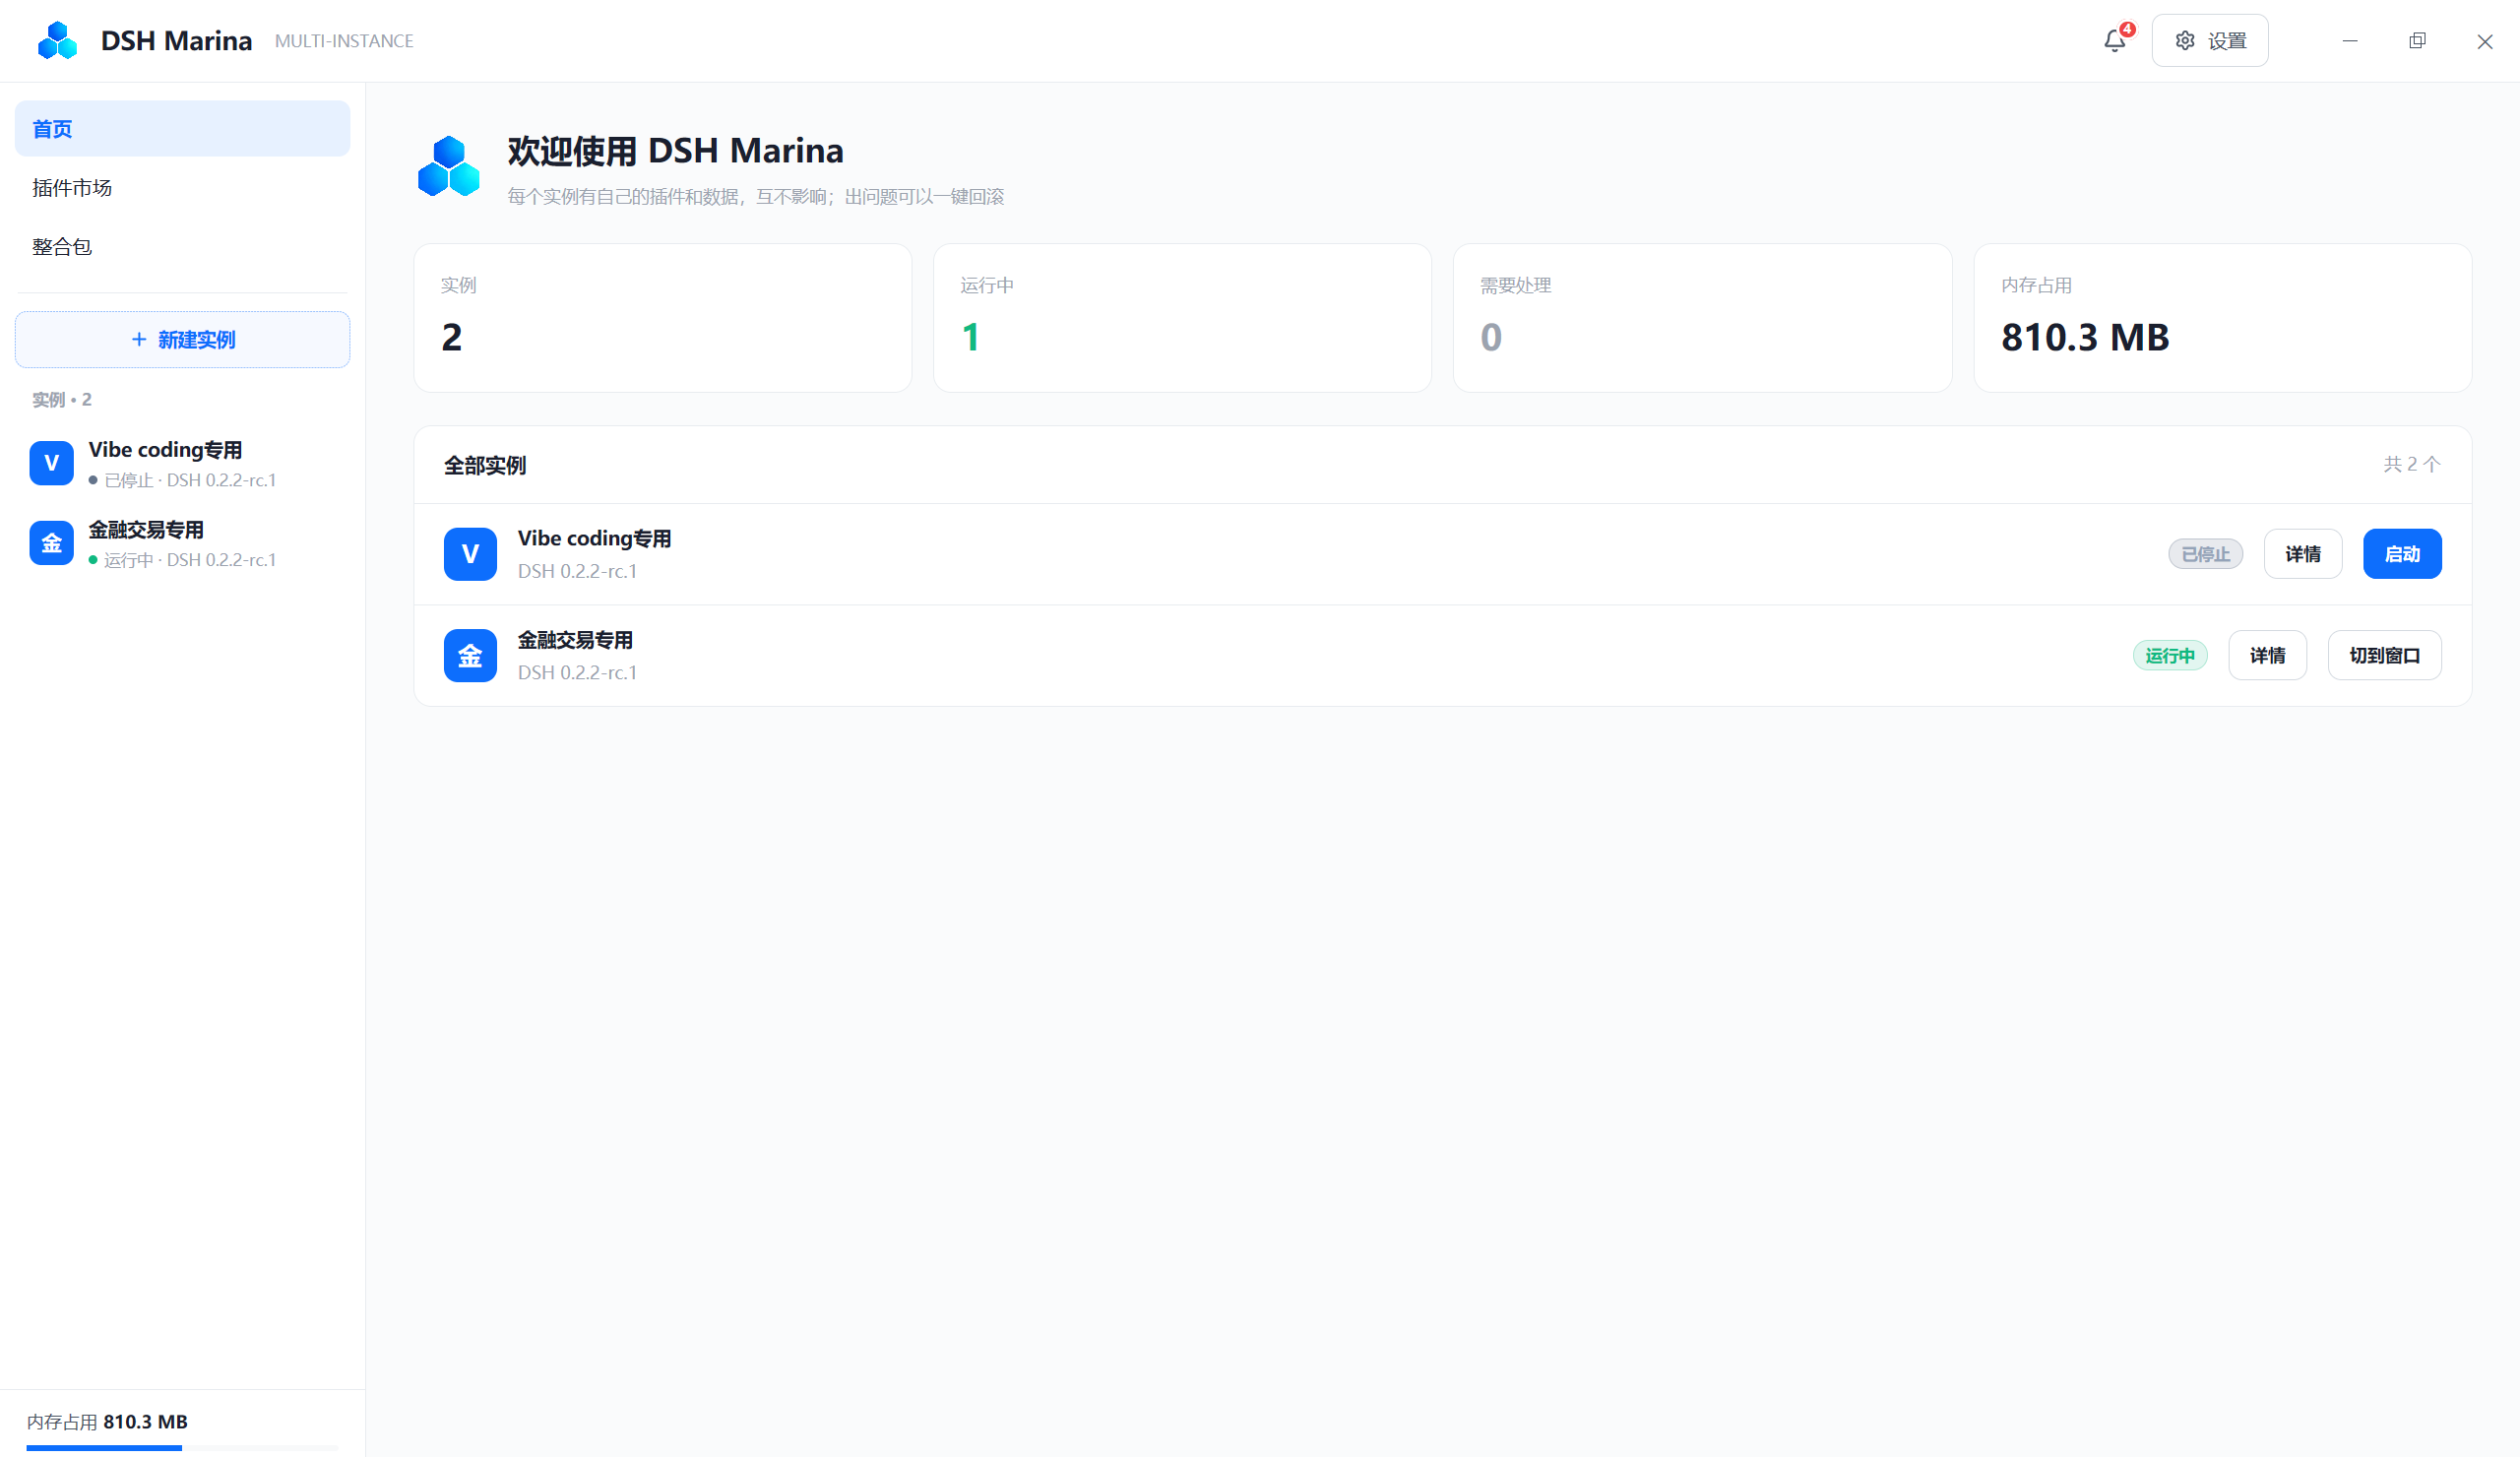 DSH Marina MULTI-INSTANCE
4
设置
首页
插件市场
整合包
+ 新建实例
实例 • 2
V
Vibe coding专用
已停止 · DSH 0.2.2-rc.1
金
金融交易专用
运行中 · DSH 0.2.2-rc.1
内存占用 810.3 MB
欢迎使用 DSH Marina
每个实例有自己的插件和数据，互不影响；出问题可以一键回滚
实例
2
运行中
1
需要处理
0
内存占用
810.3 MB
全部实例
共 2 个
V
Vibe coding专用
DSH 0.2.2-rc.1
已停止
详情
启动
金
金融交易专用
DSH 0.2.2-rc.1
运行中
详情
切到窗口